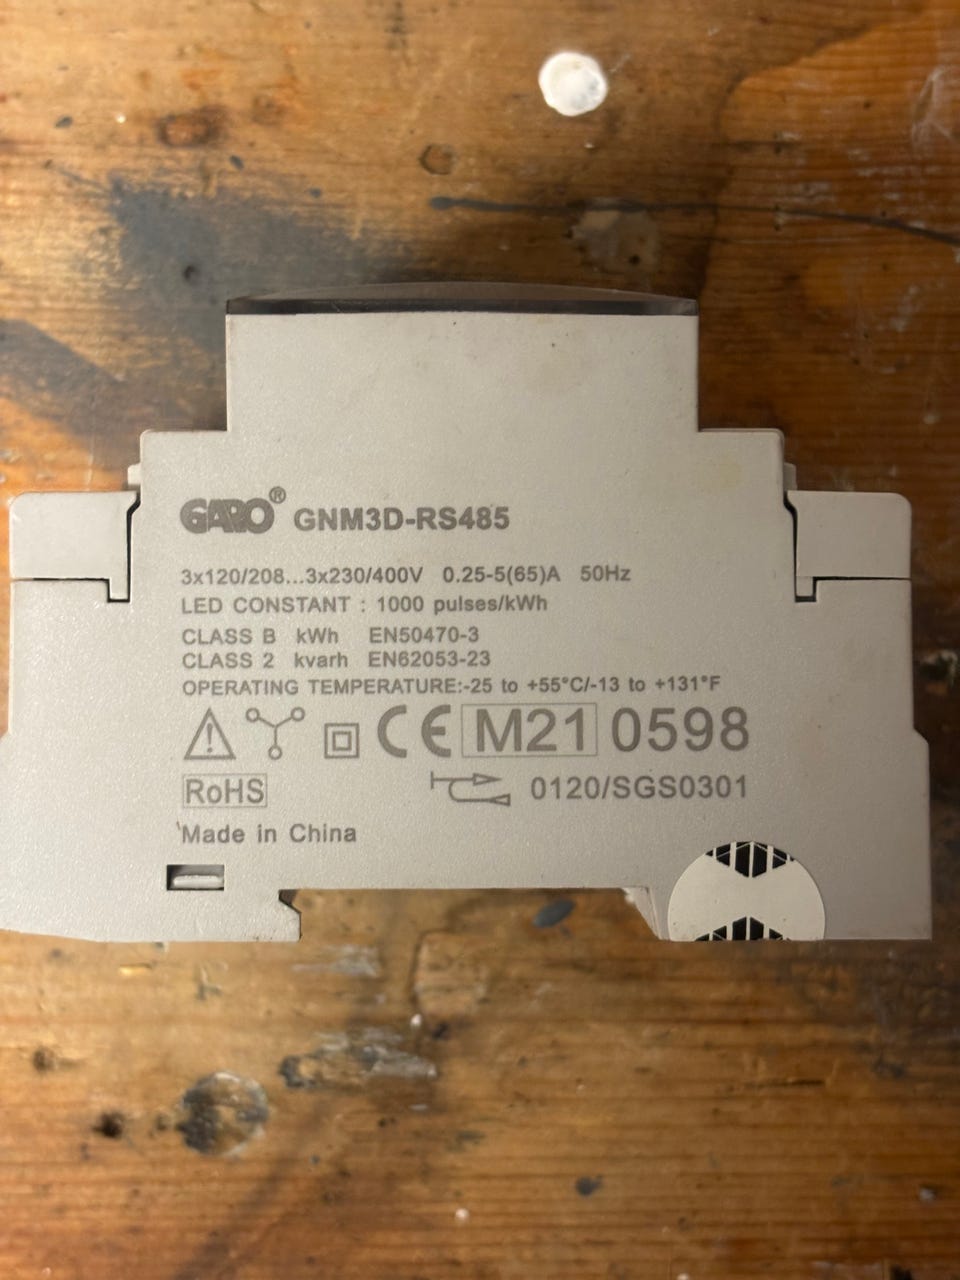 GARO® GNM3D-RS485
3x120/208...3x230/400V 0.25-5(65)A 50Hz
LED CONSTANT : 1000 pulses/kWh
CLASS B kWh EN50470-3
CLASS 2 kvarh EN62053-23
OPERATING TEMPERATURE:-25 to +55°C/-13 to +131°F
CE M21 0598
RoHS 0120/SGS0301
Made in China